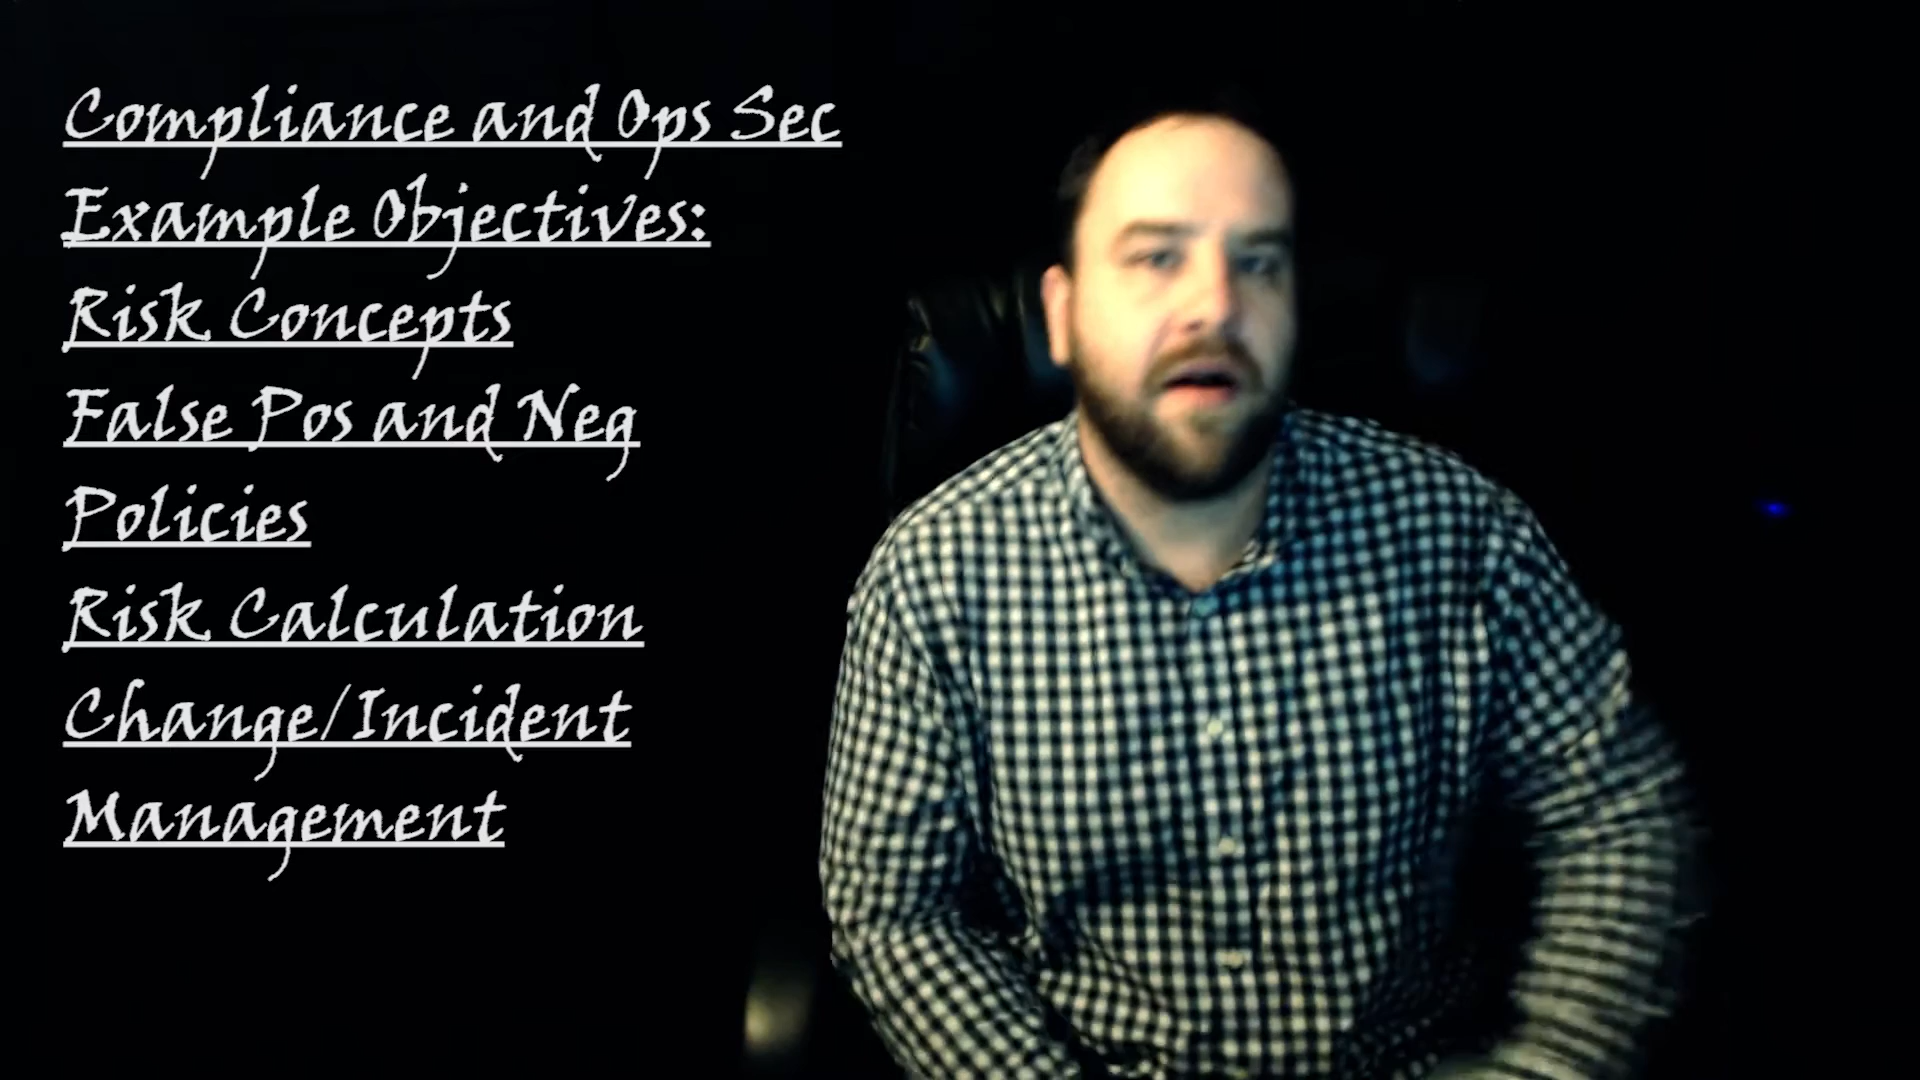 Compliance and Ops Sec
Example Objectives:
Risk Concepts
False Pos and Neg
Policies
Risk Calculation
Change/Incident
Management